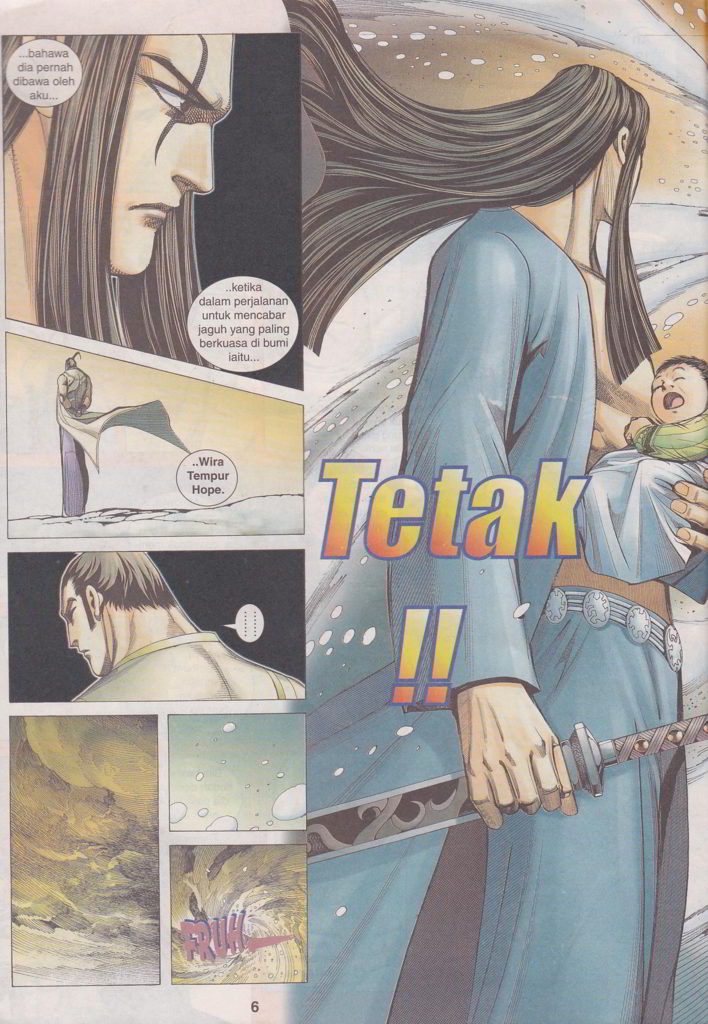 ...bahawa
dia pernah
dibawa oleh
aku...
..ketika
dalam perjalanan
untuk mencabar
jaguh yang paling
berkuasa di bumi
iaitu...
..Wira
Tempur
Hope.
Tetak
!!
.......
FRUH
6